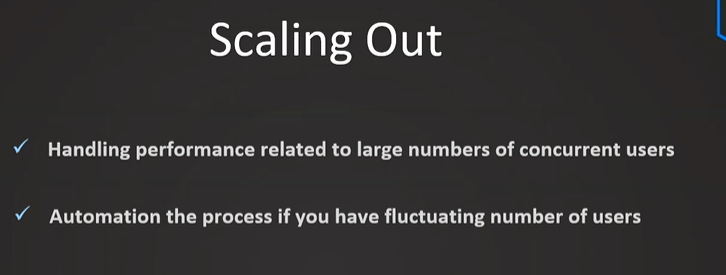 Scaling Out
✓ Handling performance related to large numbers of concurrent users
✓ Automation the process if you have fluctuating number of users